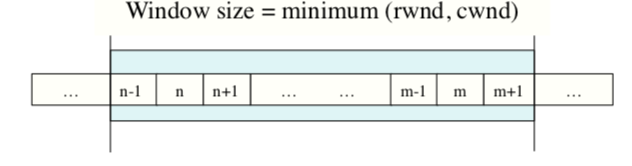 Window size = minimum (rwnd, cwnd)
... n-1 n n+1 ... ... m-1 m m+1 ...